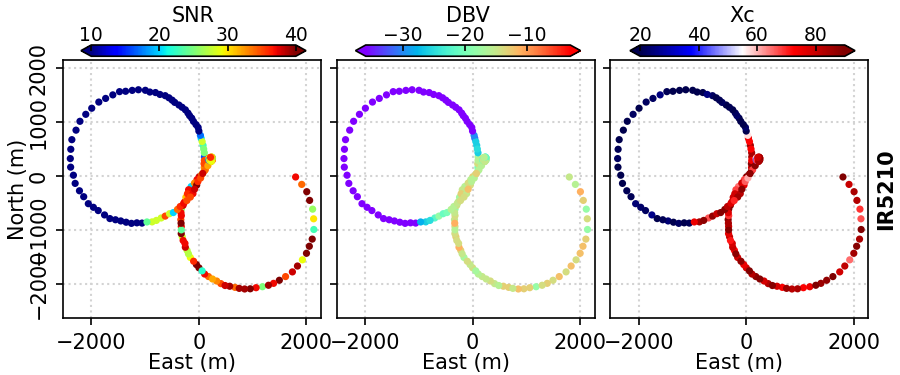 SNR DBV Xc
10 20 30 40 −30 −20 −10 20 40 60 80
2000
1000
0
−1000
−2000
North (m)
IR5210
−2000 0 2000 −2000 0 2000 −2000 0 2000
East (m) East (m) East (m)